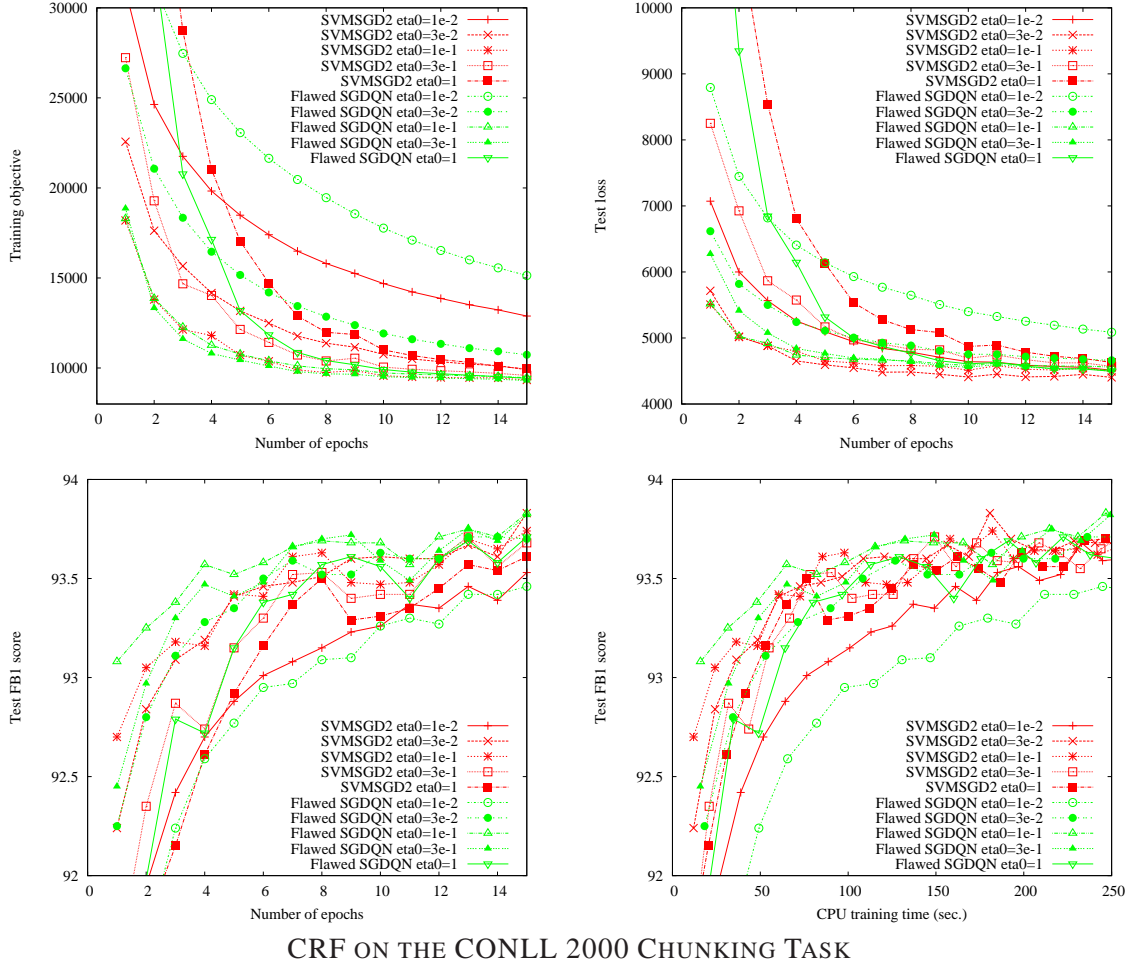 30000
25000
20000
15000
10000
0 2 4 6 8 10 12 14
Training objective
Number of epochs
SVMSGD2 eta0=1e-2
SVMSGD2 eta0=3e-2
SVMSGD2 eta0=1e-1
SVMSGD2 eta0=3e-1
SVMSGD2 eta0=1
Flawed SGDQN eta0=1e-2
Flawed SGDQN eta0=3e-2
Flawed SGDQN eta0=1e-1
Flawed SGDQN eta0=3e-1
Flawed SGDQN eta0=1
10000
9000
8000
7000
6000
5000
4000
0 2 4 6 8 10 12 14
Test loss
Number of epochs
SVMSGD2 eta0=1e-2
SVMSGD2 eta0=3e-2
SVMSGD2 eta0=1e-1
SVMSGD2 eta0=3e-1
SVMSGD2 eta0=1
Flawed SGDQN eta0=1e-2
Flawed SGDQN eta0=3e-2
Flawed SGDQN eta0=1e-1
Flawed SGDQN eta0=3e-1
Flawed SGDQN eta0=1
94
93.5
93
92.5
92
0 2 4 6 8 10 12 14
Test FB1 score
Number of epochs
SVMSGD2 eta0=1e-2
SVMSGD2 eta0=3e-2
SVMSGD2 eta0=1e-1
SVMSGD2 eta0=3e-1
SVMSGD2 eta0=1
Flawed SGDQN eta0=1e-2
Flawed SGDQN eta0=3e-2
Flawed SGDQN eta0=1e-1
Flawed SGDQN eta0=3e-1
Flawed SGDQN eta0=1
94
93.5
93
92.5
92
0 50 100 150 200 250
Test FB1 score
CPU training time (sec.)
SVMSGD2 eta0=1e-2
SVMSGD2 eta0=3e-2
SVMSGD2 eta0=1e-1
SVMSGD2 eta0=3e-1
SVMSGD2 eta0=1
Flawed SGDQN eta0=1e-2
Flawed SGDQN eta0=3e-2
Flawed SGDQN eta0=1e-1
Flawed SGDQN eta0=3e-1
Flawed SGDQN eta0=1
CRF ON THE CONLL 2000 CHUNKING TASK